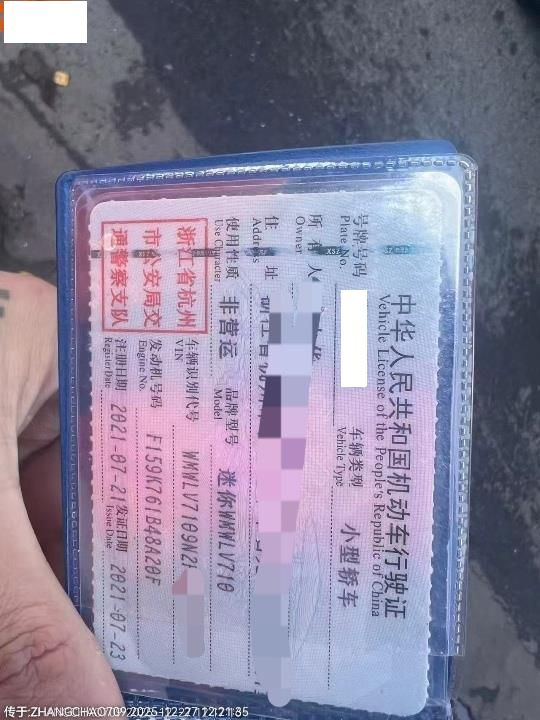 中华人民共和国机动车行驶证
Vehicle License of the People's Republic of China
号牌号码
Plate No.
车辆类型 小型轿车
Vehicle Type
所有人
Owner
住址
Address
使用性质 非营运 品牌型号 迷你WMWLV710
Use Character
Model
浙江省杭州
市公安局交
通警察支队
车辆识别代号 WMWLV7109N2
VIN
发动机号码 F159K761B48A20F
Engine No.
注册日期 2021-07-21 发证日期 2021-07-23
Register Date
Issue Date
传于:ZHANGCHAO709 2025-12-27 12:21:35